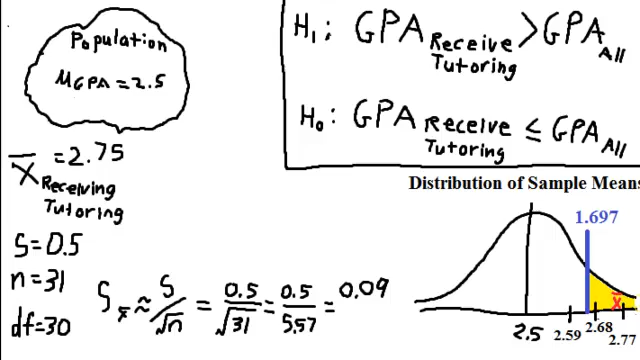 Population
μGPA = 2.5
H₁: GPA Receive Tutoring > GPA All
H₀: GPA Receive Tutoring ≤ GPA All
X̄ Receiving Tutoring = 2.75
S = 0.5
n = 31
df = 30
Sx̄ ≈ S/√n = 0.5/√31 = 0.5/5.57 = 0.09
Distribution of Sample Means
1.697
x̄
2.5 2.59 2.68 2.77